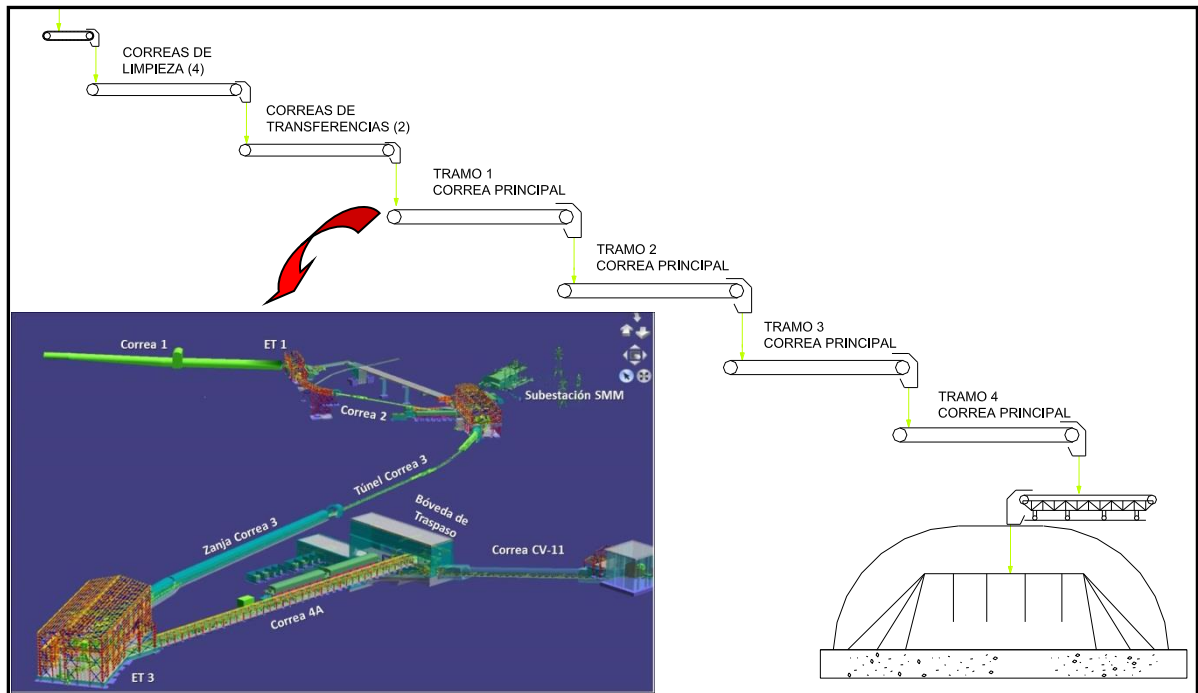 CORREAS DE
LIMPIEZA (4)
CORREAS DE
TRANSFERENCIAS (2)
TRAMO 1
CORREA PRINCIPAL
TRAMO 2
CORREA PRINCIPAL
TRAMO 3
CORREA PRINCIPAL
TRAMO 4
CORREA PRINCIPAL
Correa 1
ET 1
Subestación SMM
Correa 2
Túnel Correa 3
Zanja Correa 3
Bóveda de
Traspaso
Correa CV-11
Correa 4A
ET 3